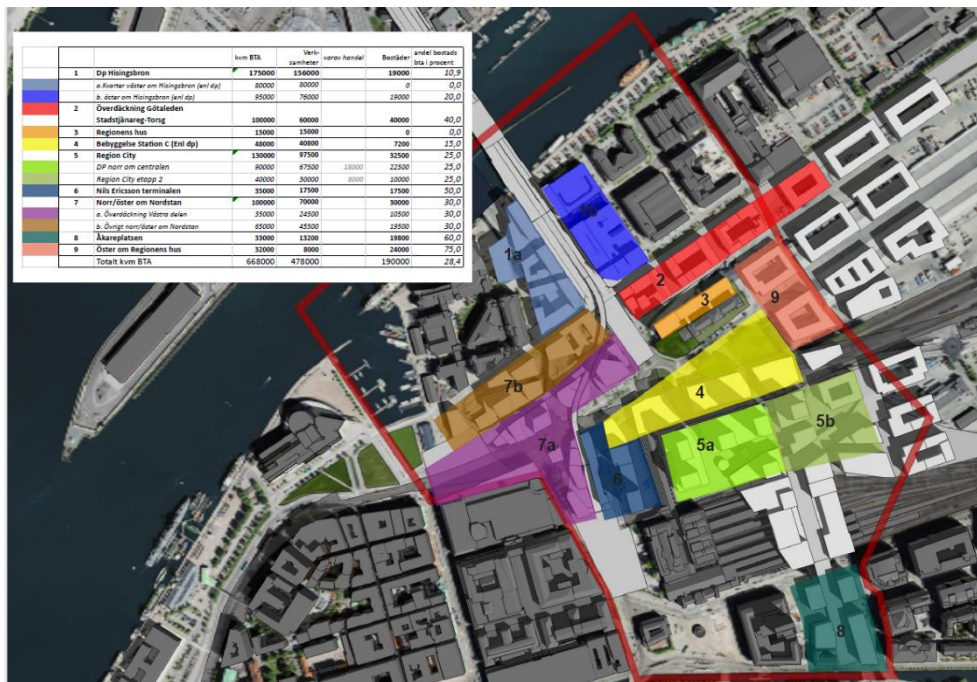 kvm BTA Verk- samheter varav handel Bostäder andel bostads bta i procent
1 Dp Hisingsbron 175000 156000 19000 10,9
a.Kvarter väster om Hisingsbron (enl dp) 80000 80000 0 0,0
b. öster om Hisingsbron (enl dp) 95000 76000 19000 20,0
2 Överdäckning Götaleden
Stadstjänareg-Torsg 100000 60000 40000 40,0
3 Regionens hus 15000 15000 0 0,0
4 Bebyggelse Station C (Enl dp) 48000 40800 7200 15,0
5 Region City 130000 97500 32500 25,0
DP norr om centralen 90000 67500 18000 22500 25,0
Region City etapp 2 40000 30000 8000 10000 25,0
6 Nils Ericsson terminalen 35000 17500 17500 50,0
7 Norr/öster om Nordstan 100000 70000 30000 30,0
a. Överdäckning Västra delen 35000 24500 10500 30,0
b. Övrigt norr/öster om Nordstan 65000 45500 19500 30,0
8 Åkareplatsen 33000 13200 19800 60,0
9 Öster om Regionens hus 32000 8000 24000 75,0
Totalt kvm BTA 668000 478000 190000 28,4
1b
1a
2
3
9
7b
4
7a
5a
5b
6
8